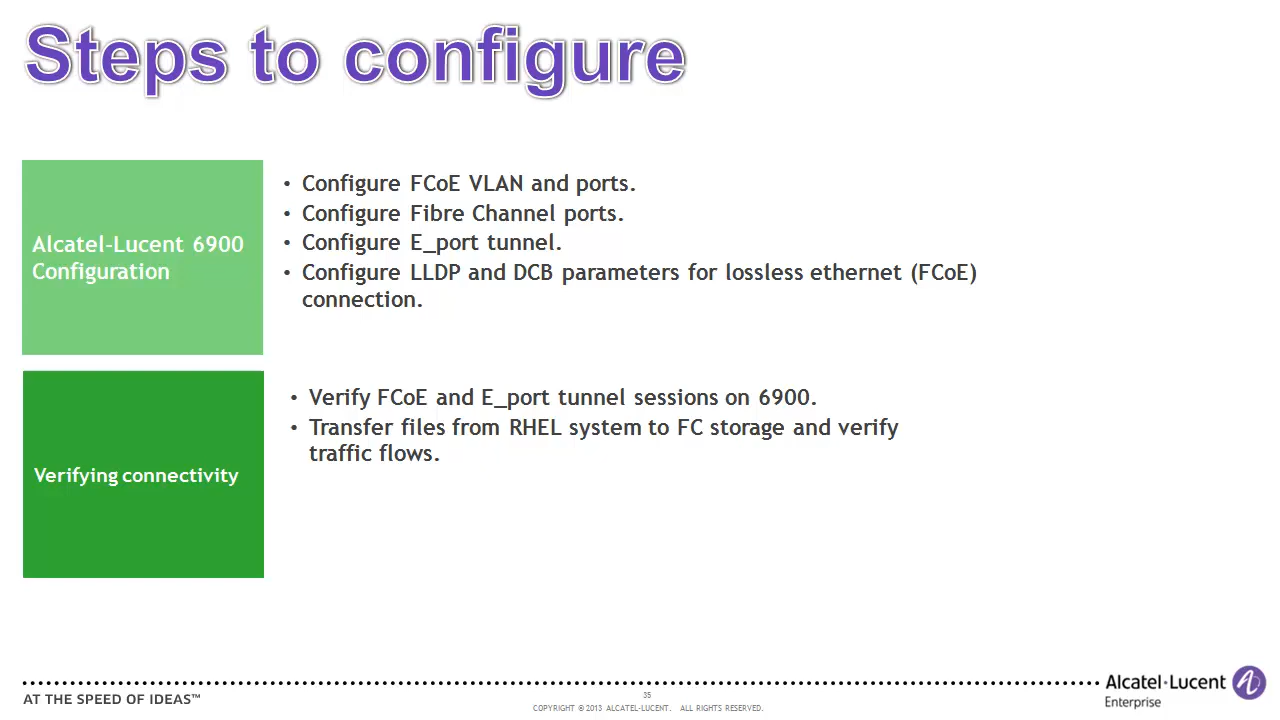 Steps to configure
Alcatel-Lucent 6900
Configuration
• Configure FCoE VLAN and ports.
• Configure Fibre Channel ports.
• Configure E_port tunnel.
• Configure LLDP and DCB parameters for lossless ethernet (FCoE)
connection.
Verifying connectivity
• Verify FCoE and E_port tunnel sessions on 6900.
• Transfer files from RHEL system to FC storage and verify
traffic flows.
AT THE SPEED OF IDEAS™
35
COPYRIGHT © 2013 ALCATEL-LUCENT. ALL RIGHTS RESERVED.
Alcatel·Lucent
Enterprise